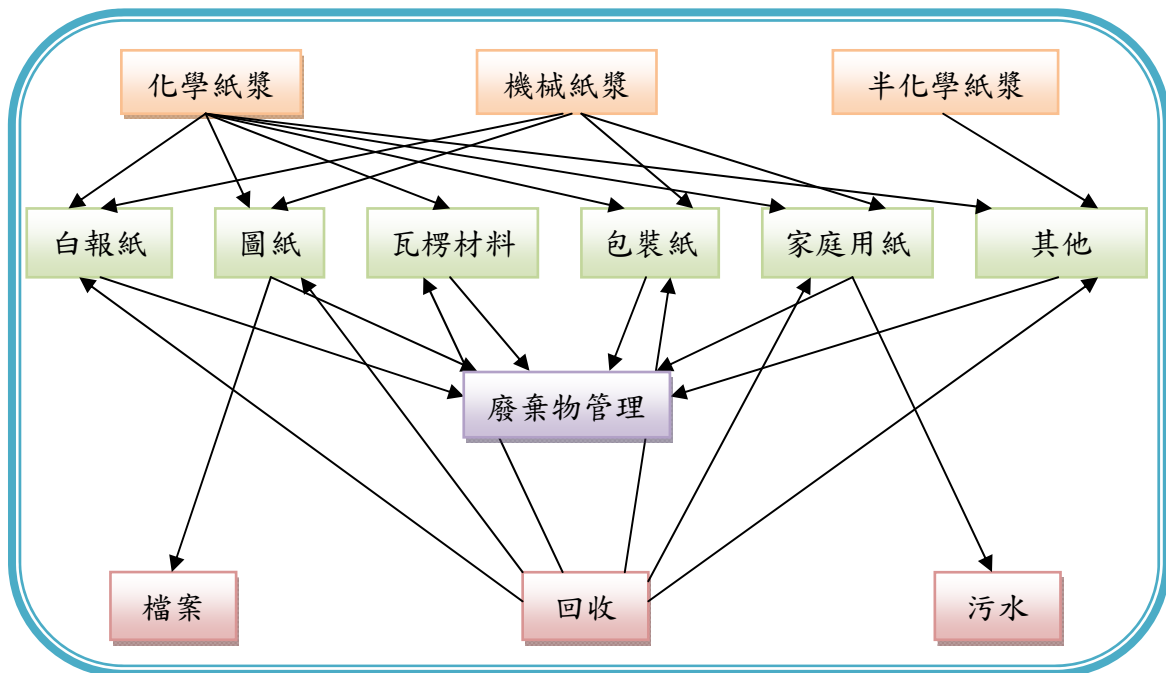 化學紙漿
機械紙漿
半化學紙漿
白報紙
圖紙
瓦楞材料
包裝紙
家庭用紙
其他
廢棄物管理
檔案
回收
污水